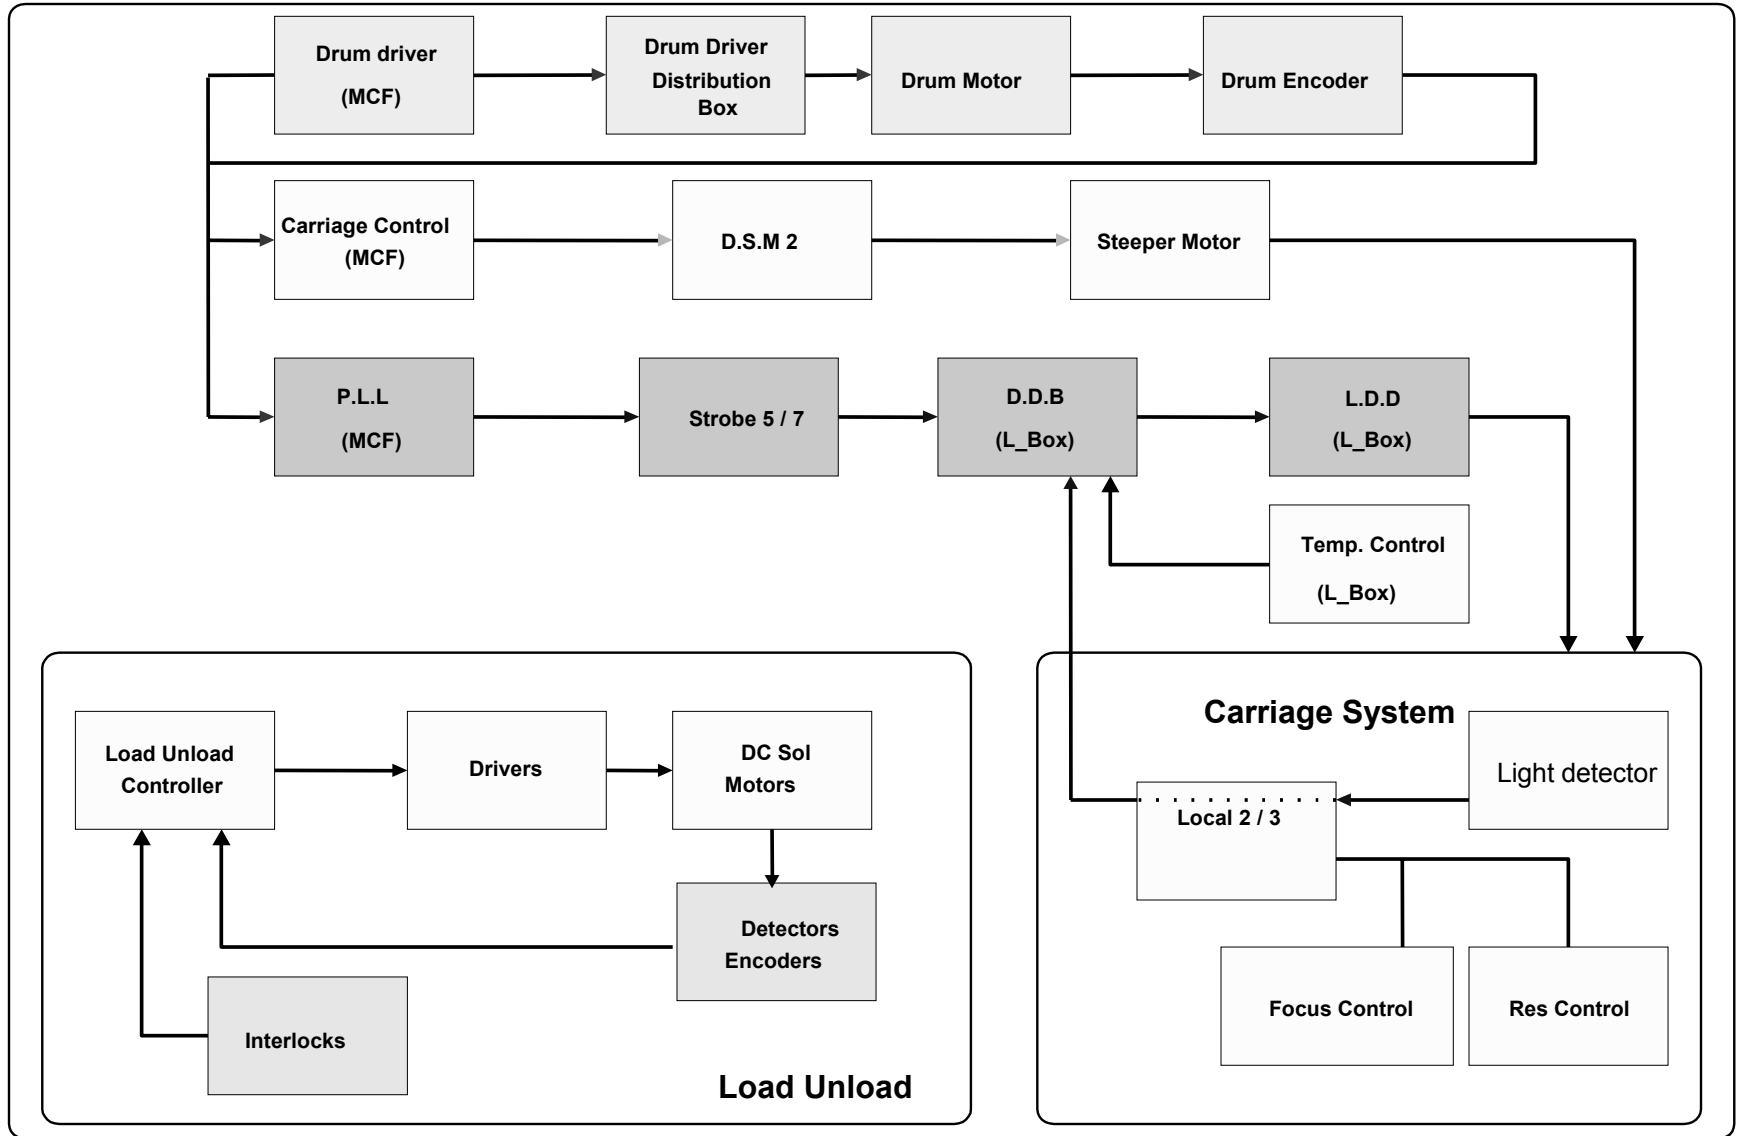 Drum driver
(MCF)
Drum Driver
Distribution
Box
Drum Motor
Drum Encoder
Carriage Control
(MCF)
D.S.M 2
Steeper Motor
P.L.L
(MCF)
Strobe 5 / 7
D.D.B
(L_Box)
L.D.D
(L_Box)
Temp. Control
(L_Box)
Load Unload
Controller
Drivers
DC Sol
Motors
Detectors
Encoders
Interlocks
Load Unload
Carriage System
Light detector
Local 2 / 3
Focus Control
Res Control